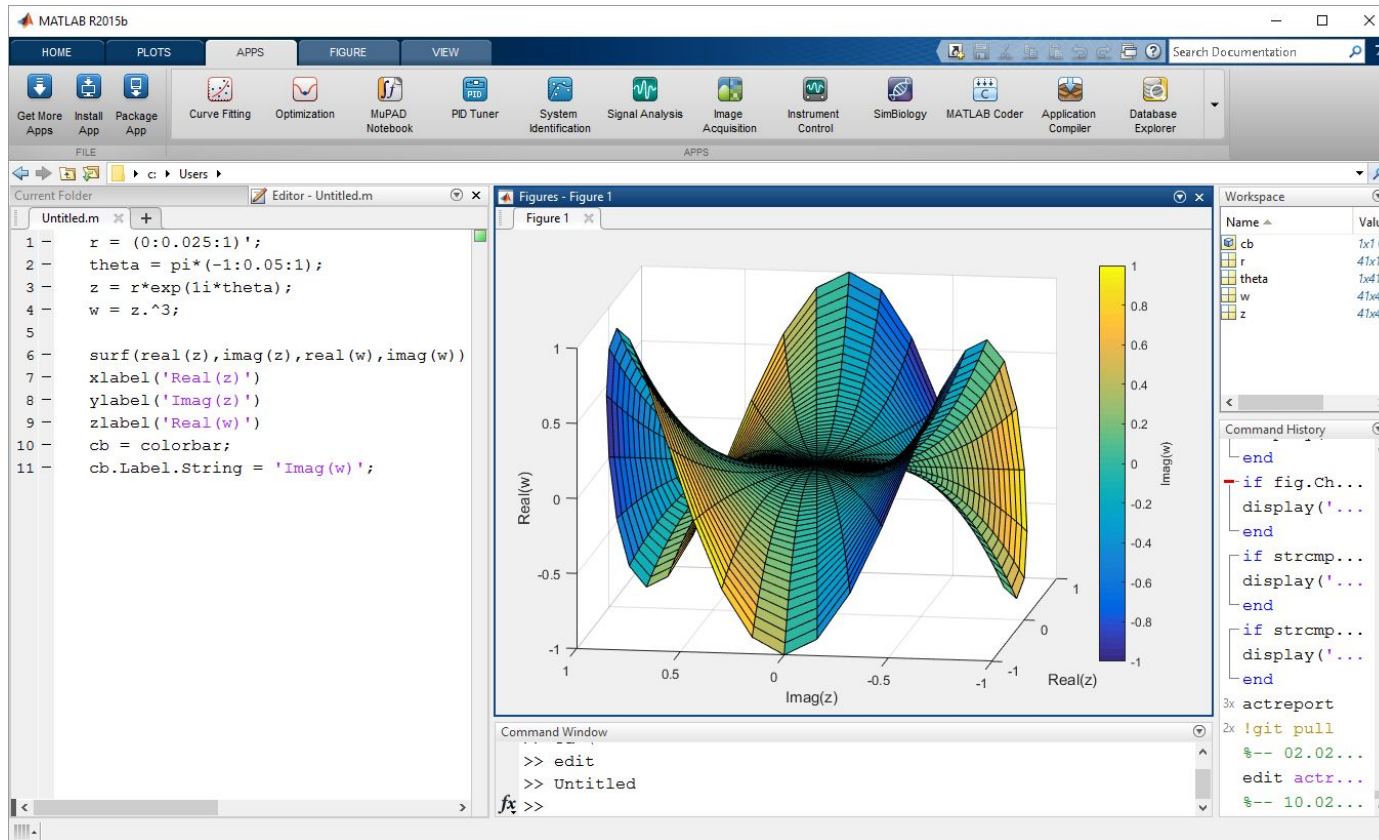 MATLAB R2015b
HOME PLOTS APPS FIGURE VIEW
Search Documentation
Get More Apps
Install App
Package App
Curve Fitting
Optimization
MuPAD Notebook
PID Tuner
System Identification
Signal Analysis
Image Acquisition
Instrument Control
SimBiology
MATLAB Coder
Application Compiler
Database Explorer
FILE
APPS
c: Users
Current Folder
Editor - Untitled.m
Untitled.m
1 r = (0:0.025:1)';
2 theta = pi*(-1:0.05:1);
3 z = r*exp(1i*theta);
4 w = z.^3;
5
6 surf(real(z),imag(z),real(w),imag(w))
7 xlabel('Real(z)')
8 ylabel('Imag(z)')
9 zlabel('Real(w)')
10 cb = colorbar;
11 cb.Label.String = 'Imag(w)';
Figures - Figure 1
Figure 1
1
0.5
0
-0.5
-1
Real(w)
1
0.5
0
-0.5
-1
Imag(z)
-1
0
1
Real(z)
1
0.8
0.6
0.4
0.2
0
-0.2
-0.4
-0.6
-0.8
-1
Imag(w)
Command Window
>> edit
>> Untitled
fx >>
Workspace
Name Valu
cb 1x1
r 41x1
theta 1x41
w 41x4
z 41x4
Command History
end
if fig.Ch...
display('...
end
if strcmp...
display('...
end
if strcmp...
display('...
end
3x actreport
2x !git pull
%-- 02.02...
edit actr...
%-- 10.02...